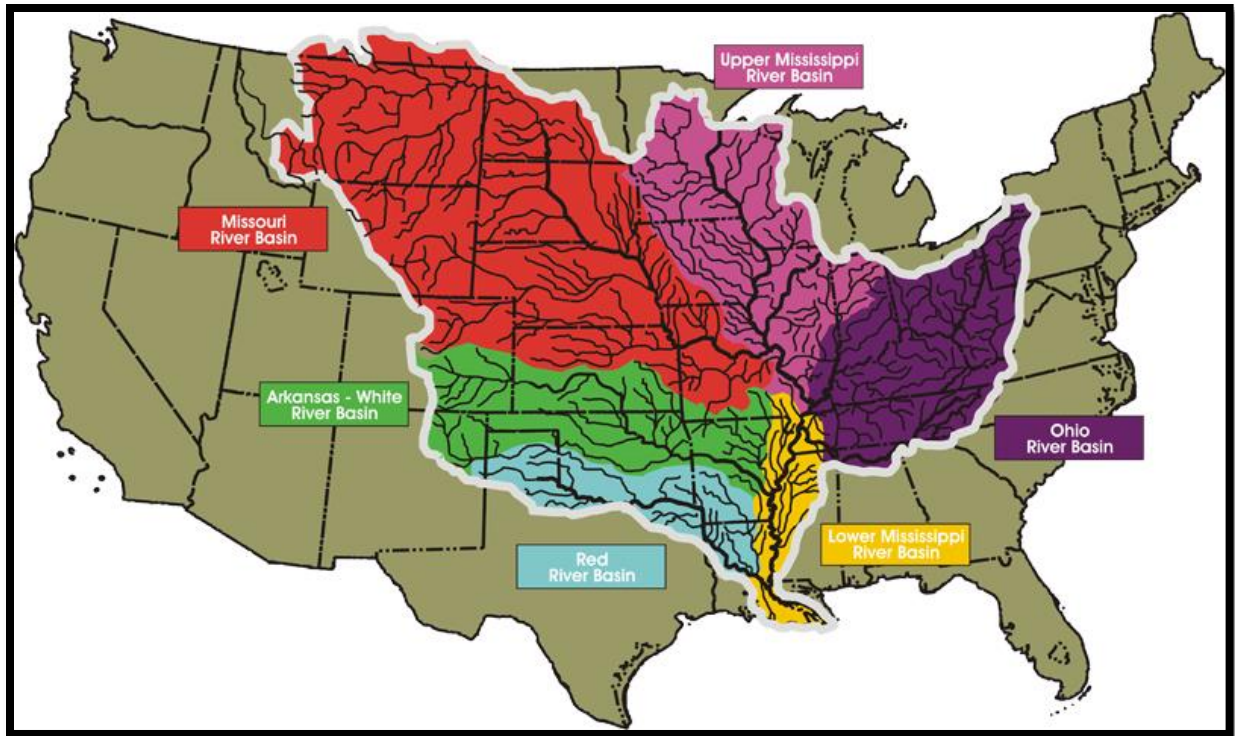 Upper Mississippi
River Basin
Missouri
River Basin
Arkansas - White
River Basin
Ohio
River Basin
Lower Mississippi
River Basin
Red
River Basin